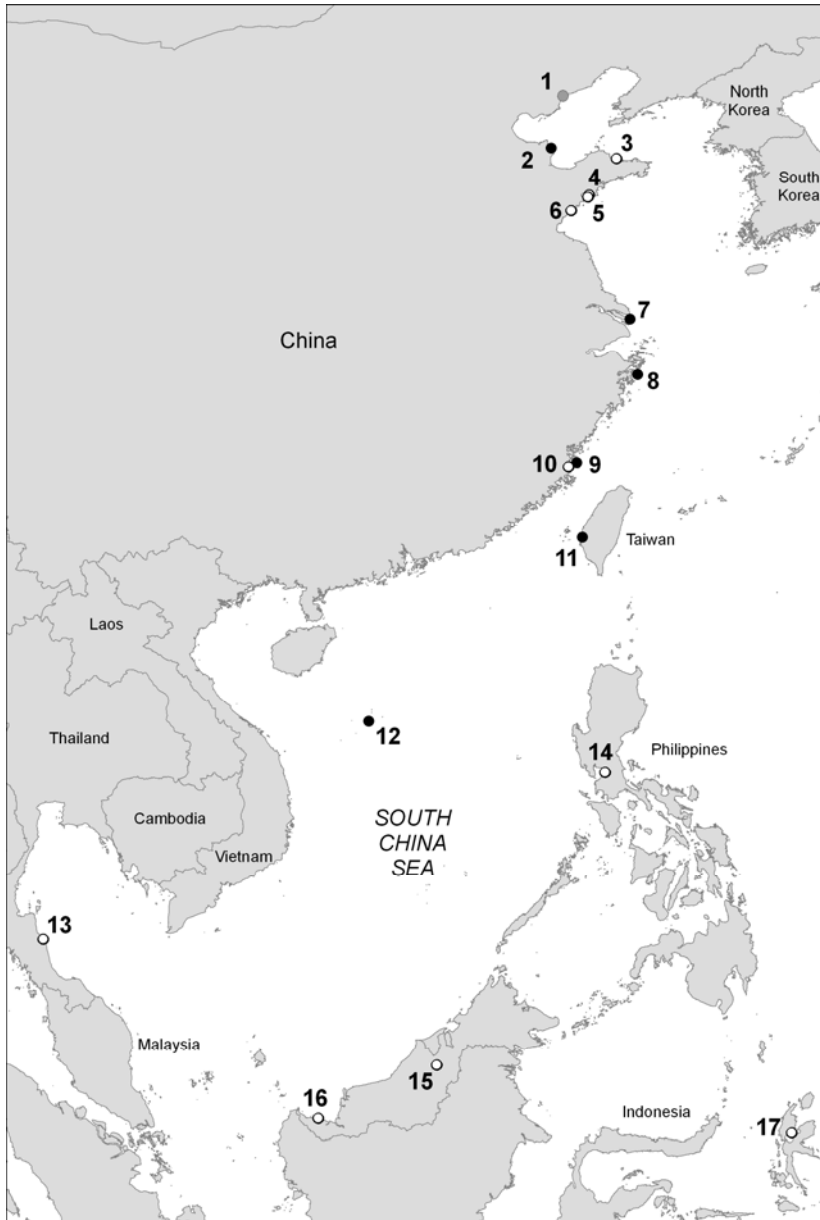 1
North
Korea
2
3
4
South
Korea
6
5
7
China
8
10
9
11
Taiwan
Laos
12
Thailand
14
Philippines
Cambodia
SOUTH
CHINA
SEA
Vietnam
13
Malaysia
15
16
Indonesia
17